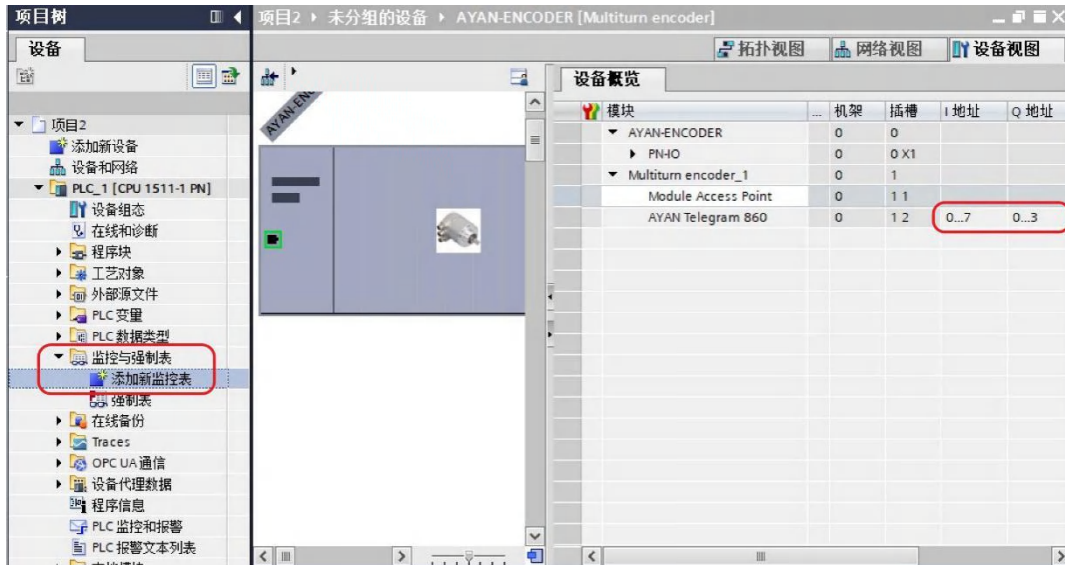 项目树
项目2 ▸ 未分组的设备 ▸ AYAN-ENCODER [Multiturn encoder]
设备
拓扑视图
网络视图
设备视图
设备概览
AYAN-EN
模块 ... 机架 插槽 I 地址 Q 地址
AYAN-ENCODER 0 0
PN-IO 0 0 X1
Multiturn encoder_1 0 1
Module Access Point 0 1 1
AYAN Telegram 860 0 1 2 0...7 0...3
项目2
添加新设备
设备和网络
PLC_1 [CPU 1511-1 PN]
设备组态
在线和诊断
程序块
工艺对象
外部源文件
PLC 变量
PLC 数据类型
监控与强制表
添加新监控表
强制表
在线备份
Traces
OPC UA 通信
设备代理数据
程序信息
PLC 监控和报警
PLC 报警文本列表